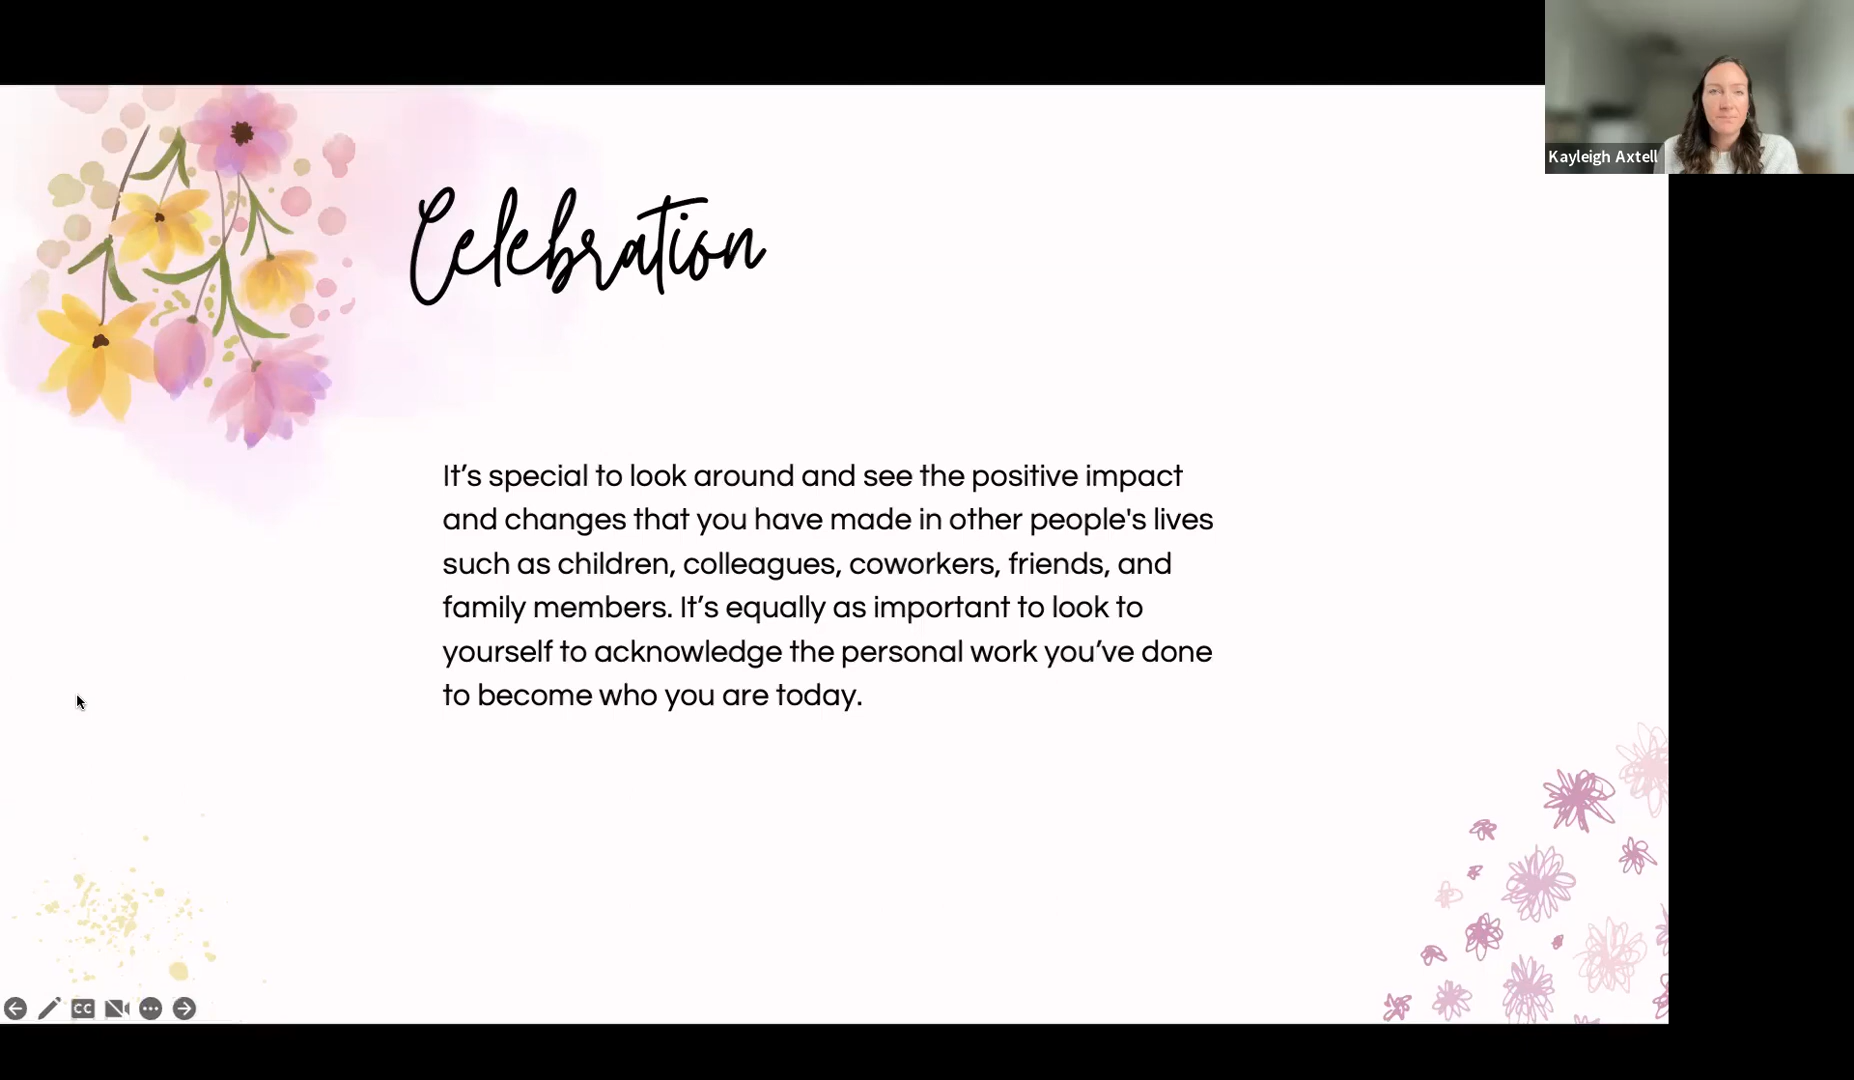 Kayleigh Axtell
Celebration
It’s special to look around and see the positive impact
and changes that you have made in other people's lives
such as children, colleagues, coworkers, friends, and
family members. It’s equally as important to look to
yourself to acknowledge the personal work you’ve done
to become who you are today.
CC